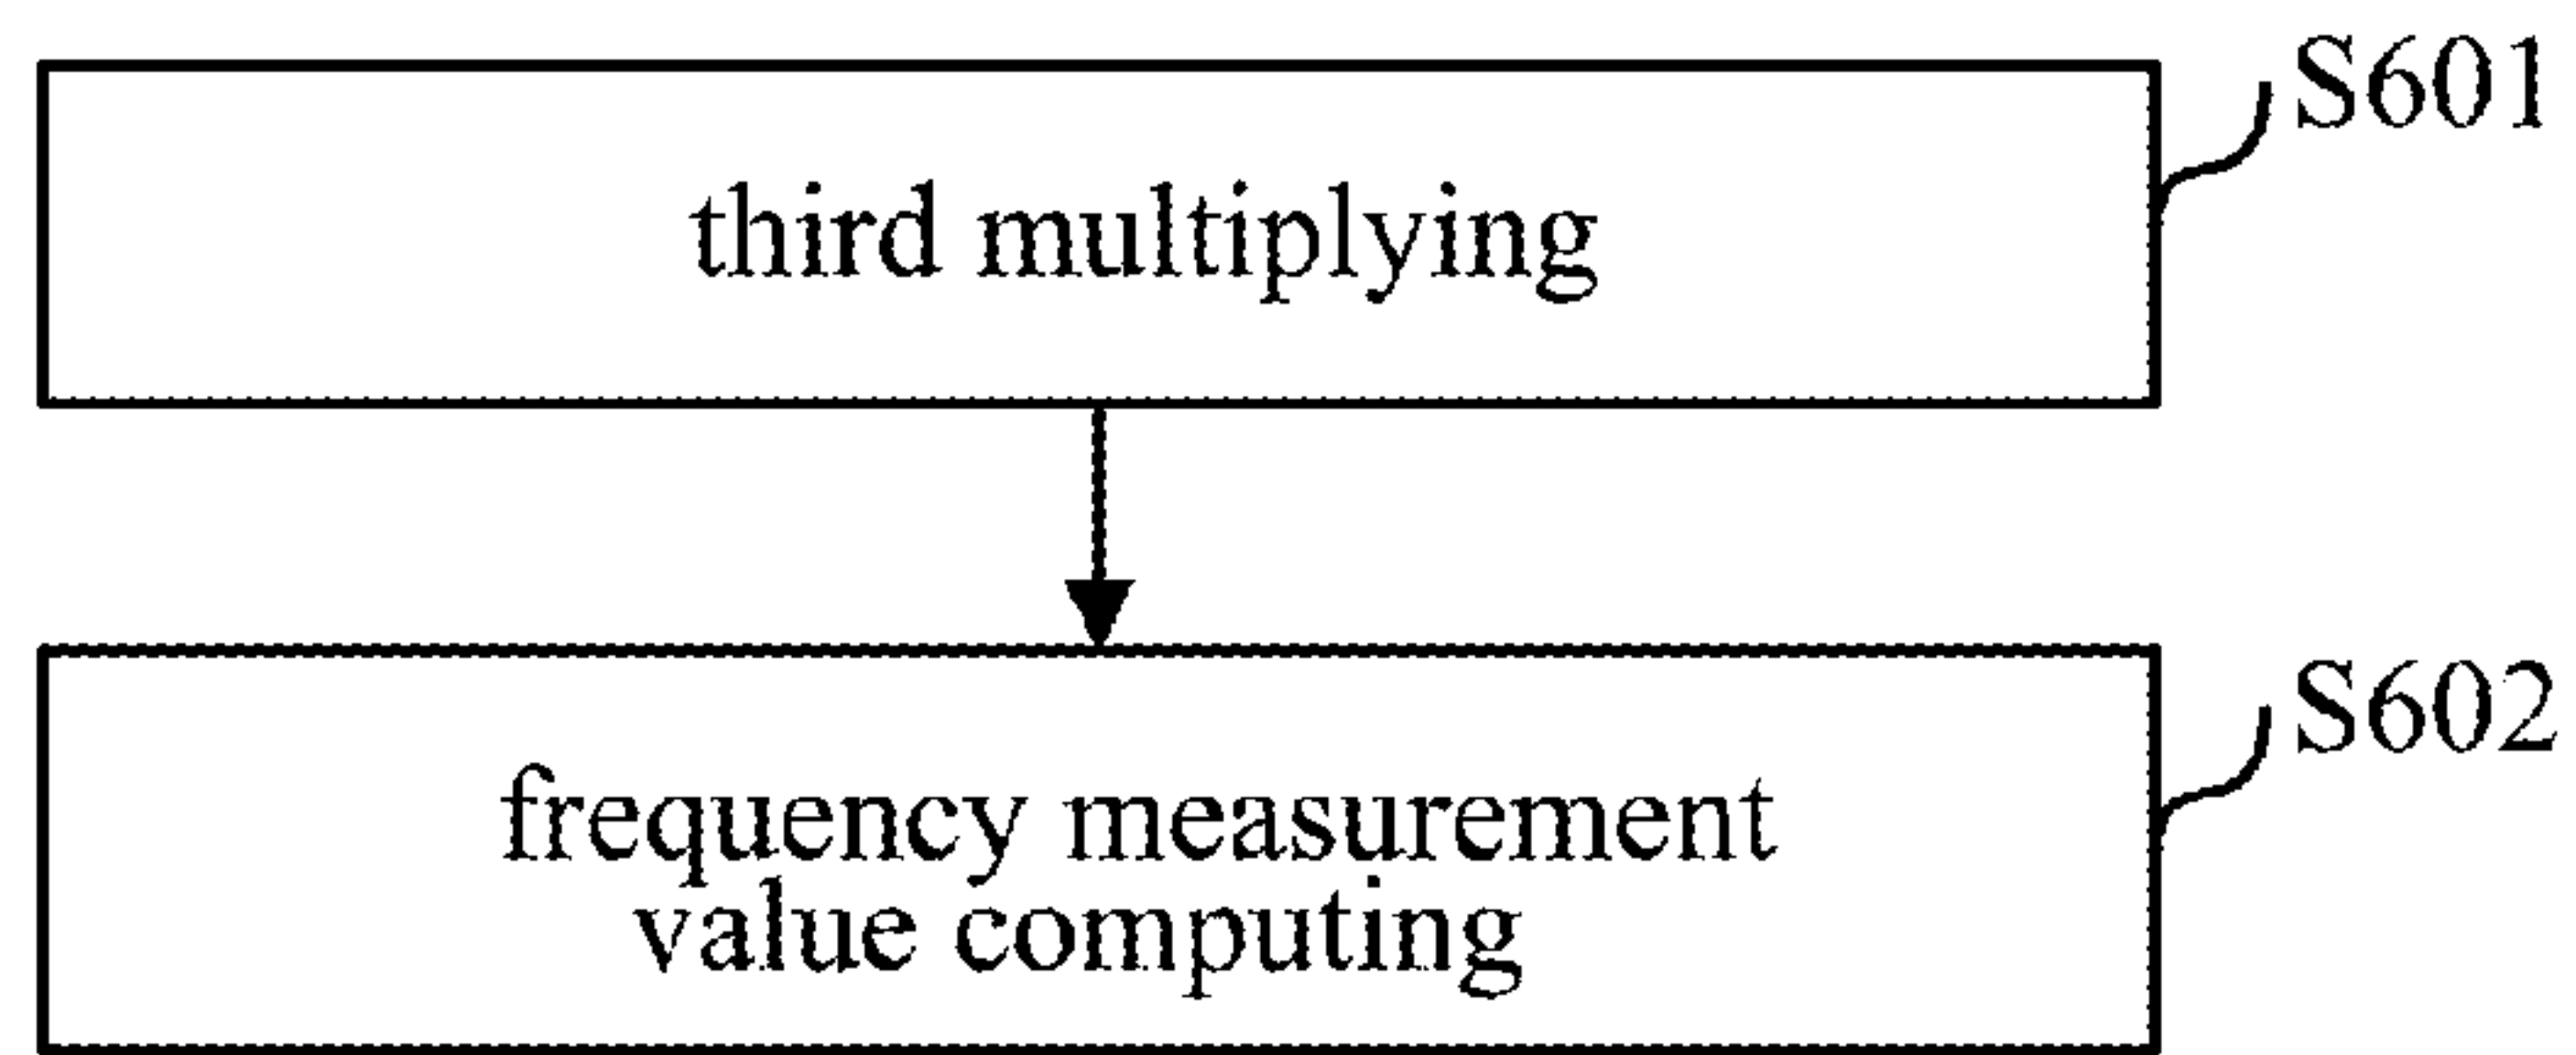 S601
third multiplying
S602
frequency measurement
value computing